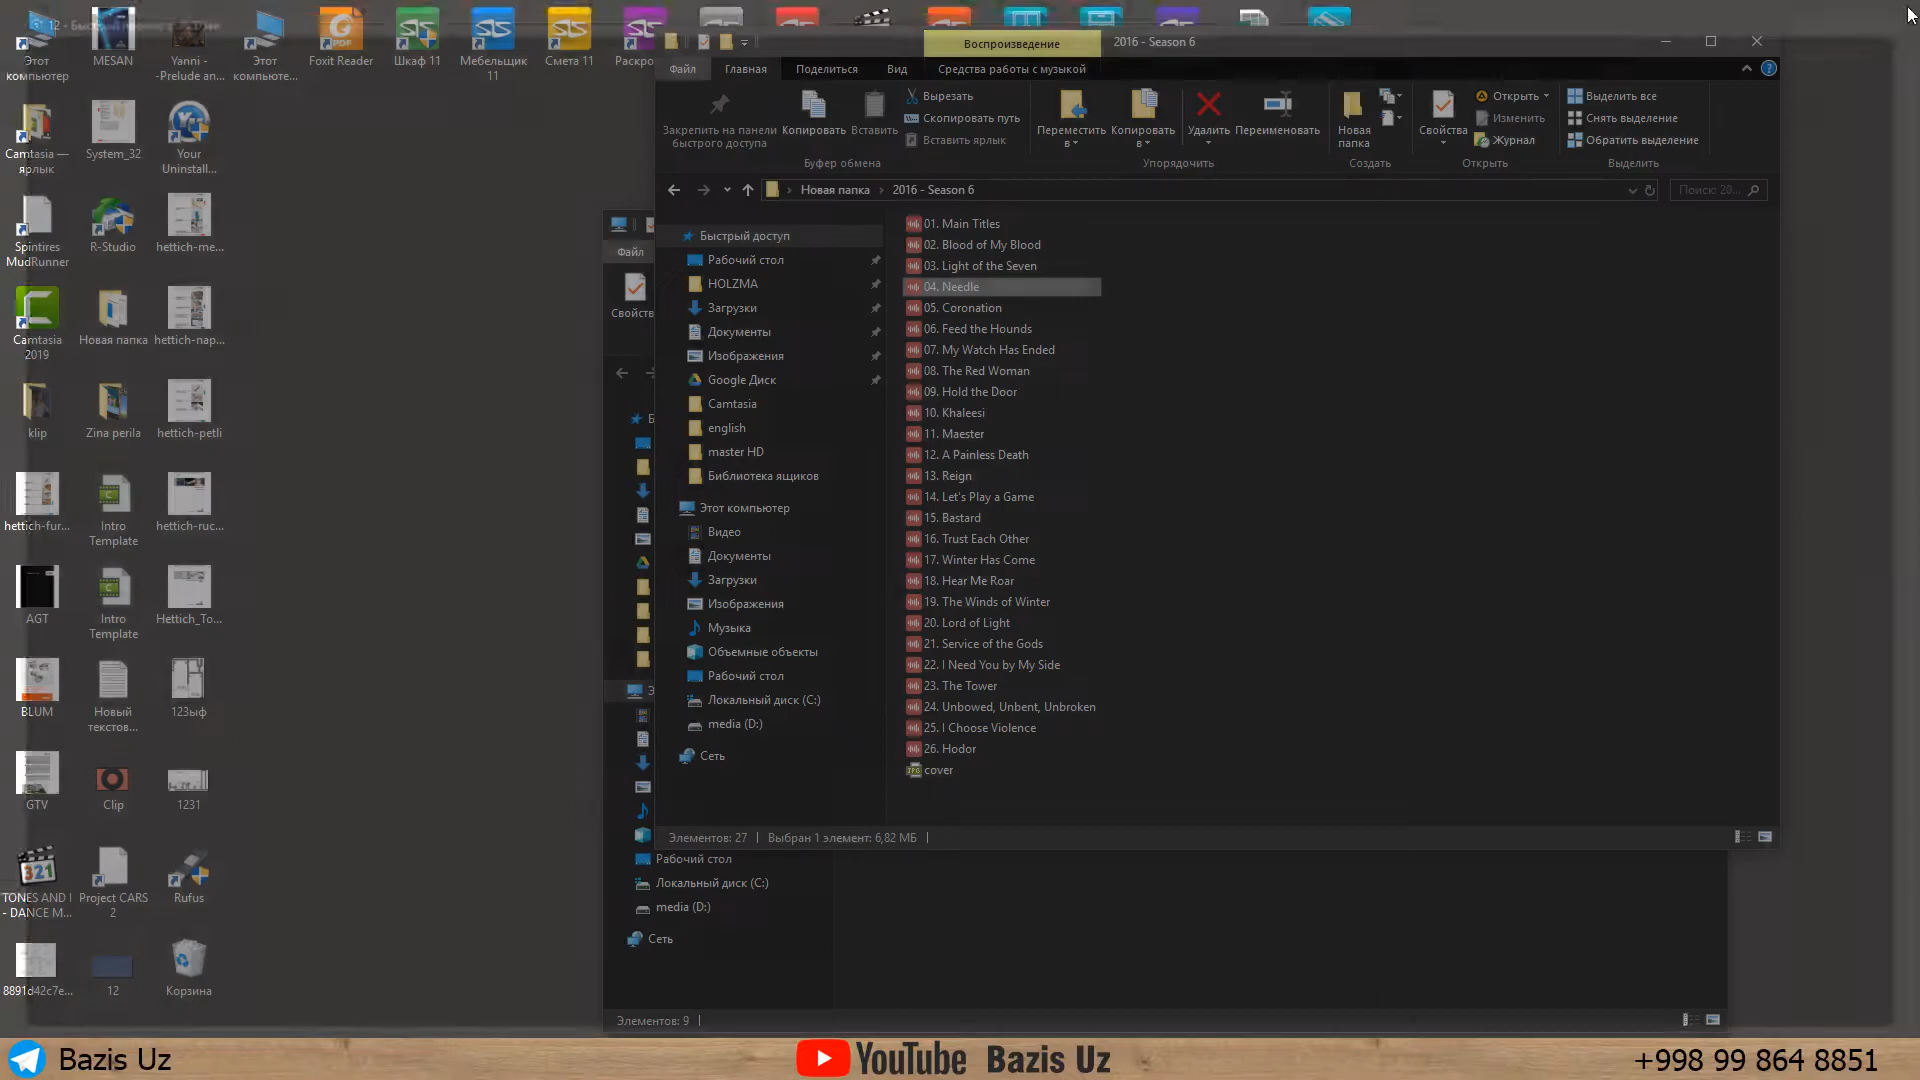 Этот
компьютер
MESAN
Yanni -
-Prelude an...
Этот
компьюте...
Foxit Reader
Шкаф 11
Мебельщик
11
Смета 11
Раскро
Camtasia —
ярлык
System_32
Your
Uninstall...
Spintires
MudRunner
R-Studio
hettich-me...
Camtasia
2019
Новая папка
hettich-nap...
klip
Zina perila
hettich-petli
hettich-fur...
Intro
Template
hettich-ruc...
AGT
Intro
Template
Hettich_To...
BLUM
Новый
текстов...
123ыф
GTV
Clip
1231
TONES AND I
- DANCE M...
Project CARS
2
Rufus
12
Корзина
Воспроизведение
2016 - Season 6
Файл
Главная
Поделиться
Вид
Средства работы с музыкой
Закрепить на панели
быстрого доступа
Копировать
Вставить
Вырезать
Скопировать путь
Вставить ярлык
Буфер обмена
Переместить
в
Копировать
в
Удалить
Переименовать
Упорядочить
Новая
папка
Создать
Свойства
Открыть
Изменить
Журнал
Открыть
Выделить все
Снять выделение
Обратить выделение
Выделить
Новая папка
2016 - Season 6
Поиск: 20...
Быстрый доступ
Рабочий стол
HOLZMA
Загрузки
Документы
Изображения
Google Диск
Camtasia
english
master HD
Библиотека ящиков
Этот компьютер
Видео
Документы
Загрузки
Изображения
Музыка
Объемные объекты
Рабочий стол
Локальный диск (C:)
media (D:)
Сеть
01. Main Titles
02. Blood of My Blood
03. Light of the Seven
04. Needle
05. Coronation
06. Feed the Hounds
07. My Watch Has Ended
08. The Red Woman
09. Hold the Door
10. Khaleesi
11. Maester
12. A Painless Death
13. Reign
14. Let's Play a Game
15. Bastard
16. Trust Each Other
17. Winter Has Come
18. Hear Me Roar
19. The Winds of Winter
20. Lord of Light
21. Service of the Gods
22. I Need You by My Side
23. The Tower
24. Unbowed, Unbent, Unbroken
25. I Choose Violence
26. Hodor
cover
Элементов: 27
Выбран 1 элемент: 6,82 МБ
Файл
Свойств
Рабочий стол
Локальный диск (C:)
media (D:)
Сеть
Элементов: 9
Bazis Uz
YouTube Bazis Uz
+998 99 864 8851